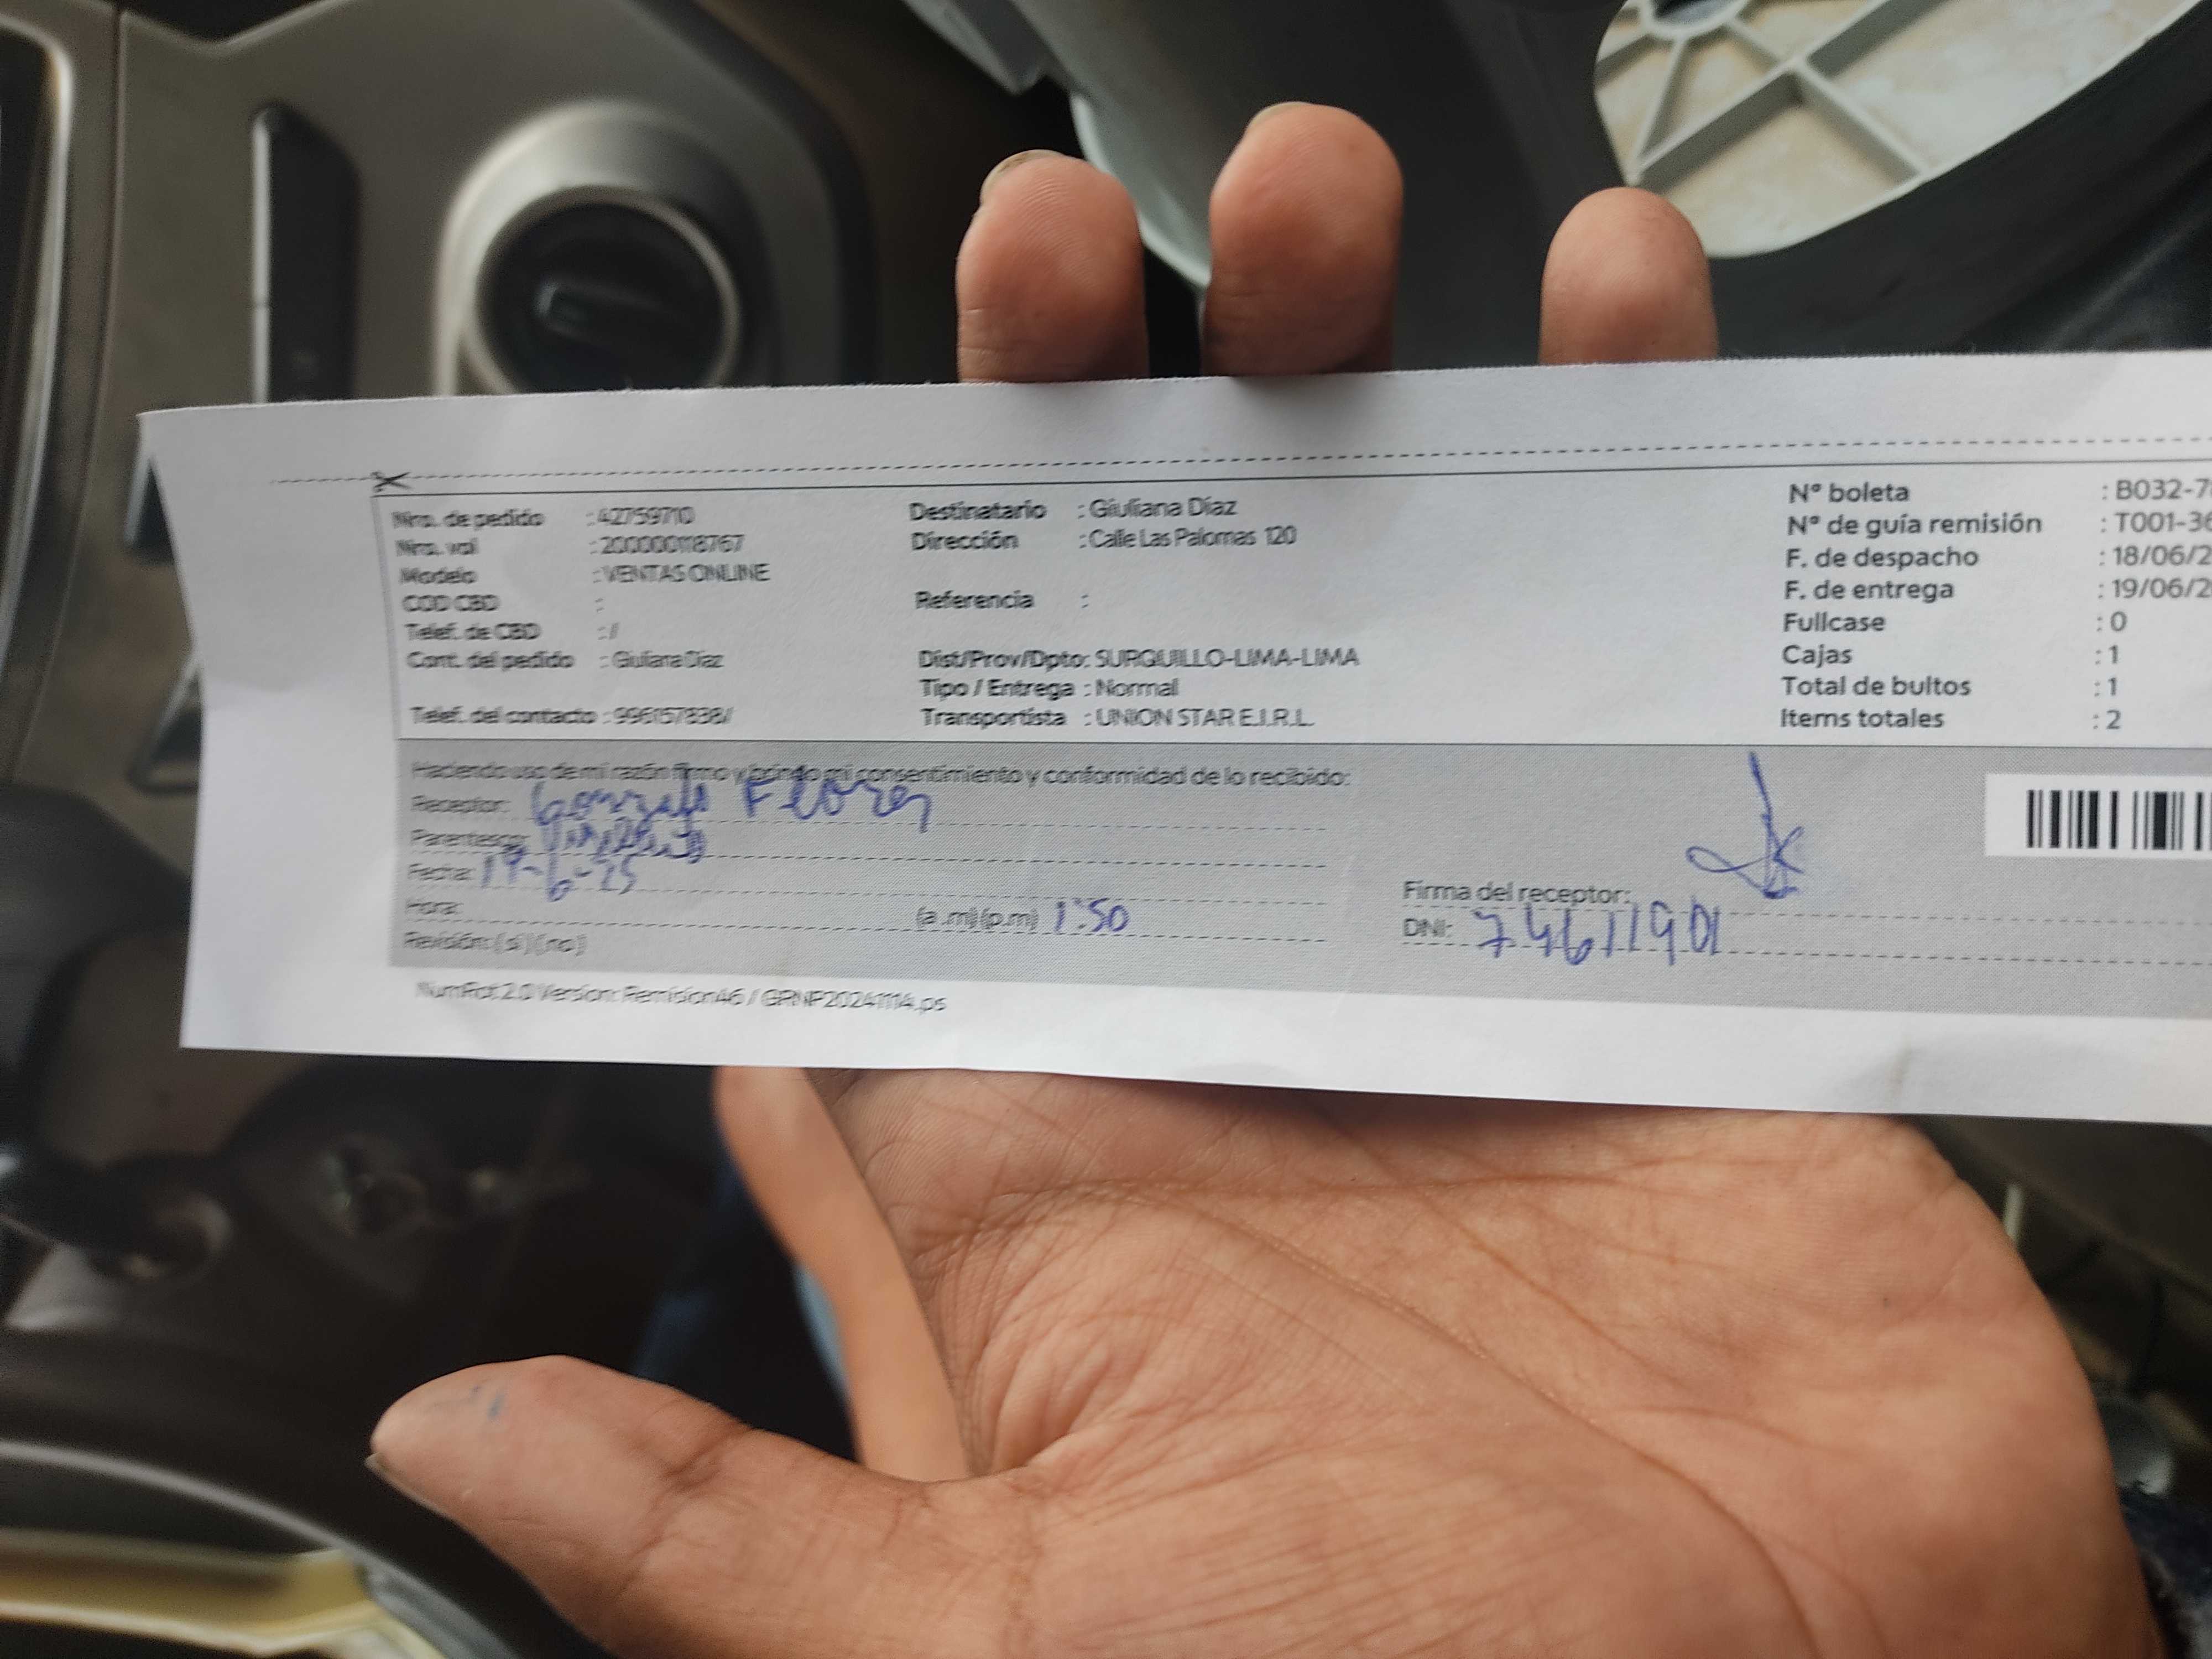 Nro. de pedido : 42759710
Nro. val : 200000118767
Modelo : VENTAS ONLINE
COD CBD :
Telef. de CBD : /
Cont. del pedido : Giuliana Diaz
Telef. del contacto : 996157838/
Destinatario : Giuliana Diaz
Dirección : Calle Las Palomas 120
Referencia :
Dist/Prov/Dpto: SURQUILLO-LIMA-LIMA
Tipo / Entrega : Normal
Transportista : UNION STAR E.I.R.L.
N° boleta : B032-7
N° de guía remisión : T001-36
F. de despacho : 18/06/2
F. de entrega : 19/06/2
Fullcase : 0
Cajas : 1
Total de bultos : 1
Items totales : 2
Haciendo uso de mi razón firmo y brindo mi consentimiento y conformidad de lo recibido:
Receptor: Gonzalo Flores
Parentesco:
Fecha: 19-6-25
Hora: (a.m)(p.m) 1:50
Revisión: (si) (no)
Firma del receptor:
DNI: 74611901
NumRot 2.0 Version: Remision46 / GRNP20241114.ps